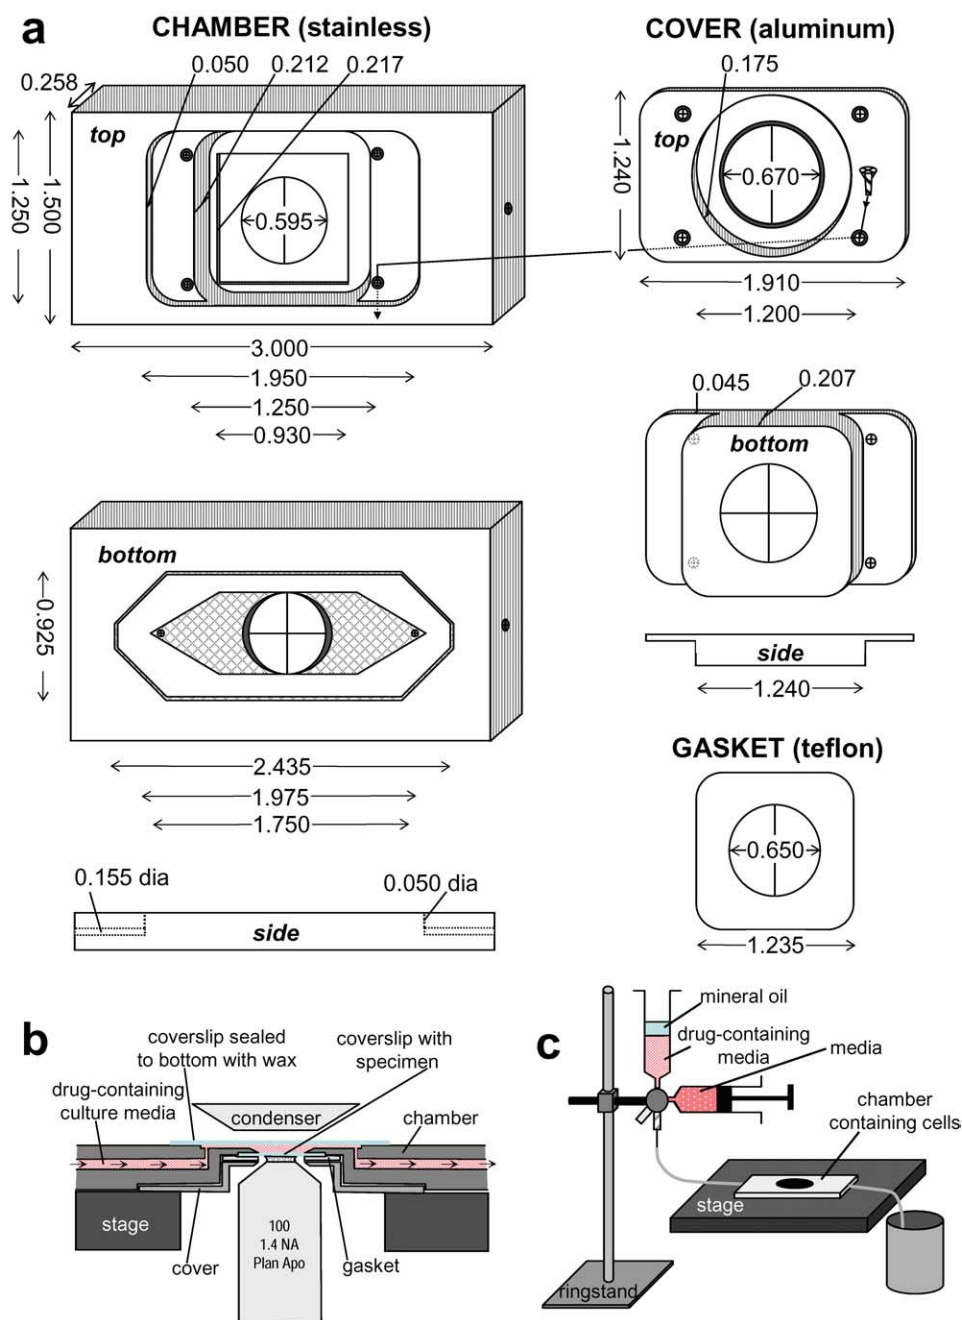 a
CHAMBER (stainless)
0.050
0.212
0.217
0.258
top
1.250
1.500
0.595
3.000
1.950
1.250
0.930
bottom
0.925
2.435
1.975
1.750
0.155 dia
0.050 dia
side
COVER (aluminum)
0.175
top
1.240
0.670
1.910
1.200
0.045
0.207
bottom
side
1.240
GASKET (teflon)
0.650
1.235
b
coverslip sealed
to bottom with wax
coverslip with
specimen
drug-containing
culture media
condenser
chamber
stage
100
1.4 NA
Plan Apo
cover
gasket
c
mineral oil
drug-containing
media
media
chamber
containing cells
stage
ringstand